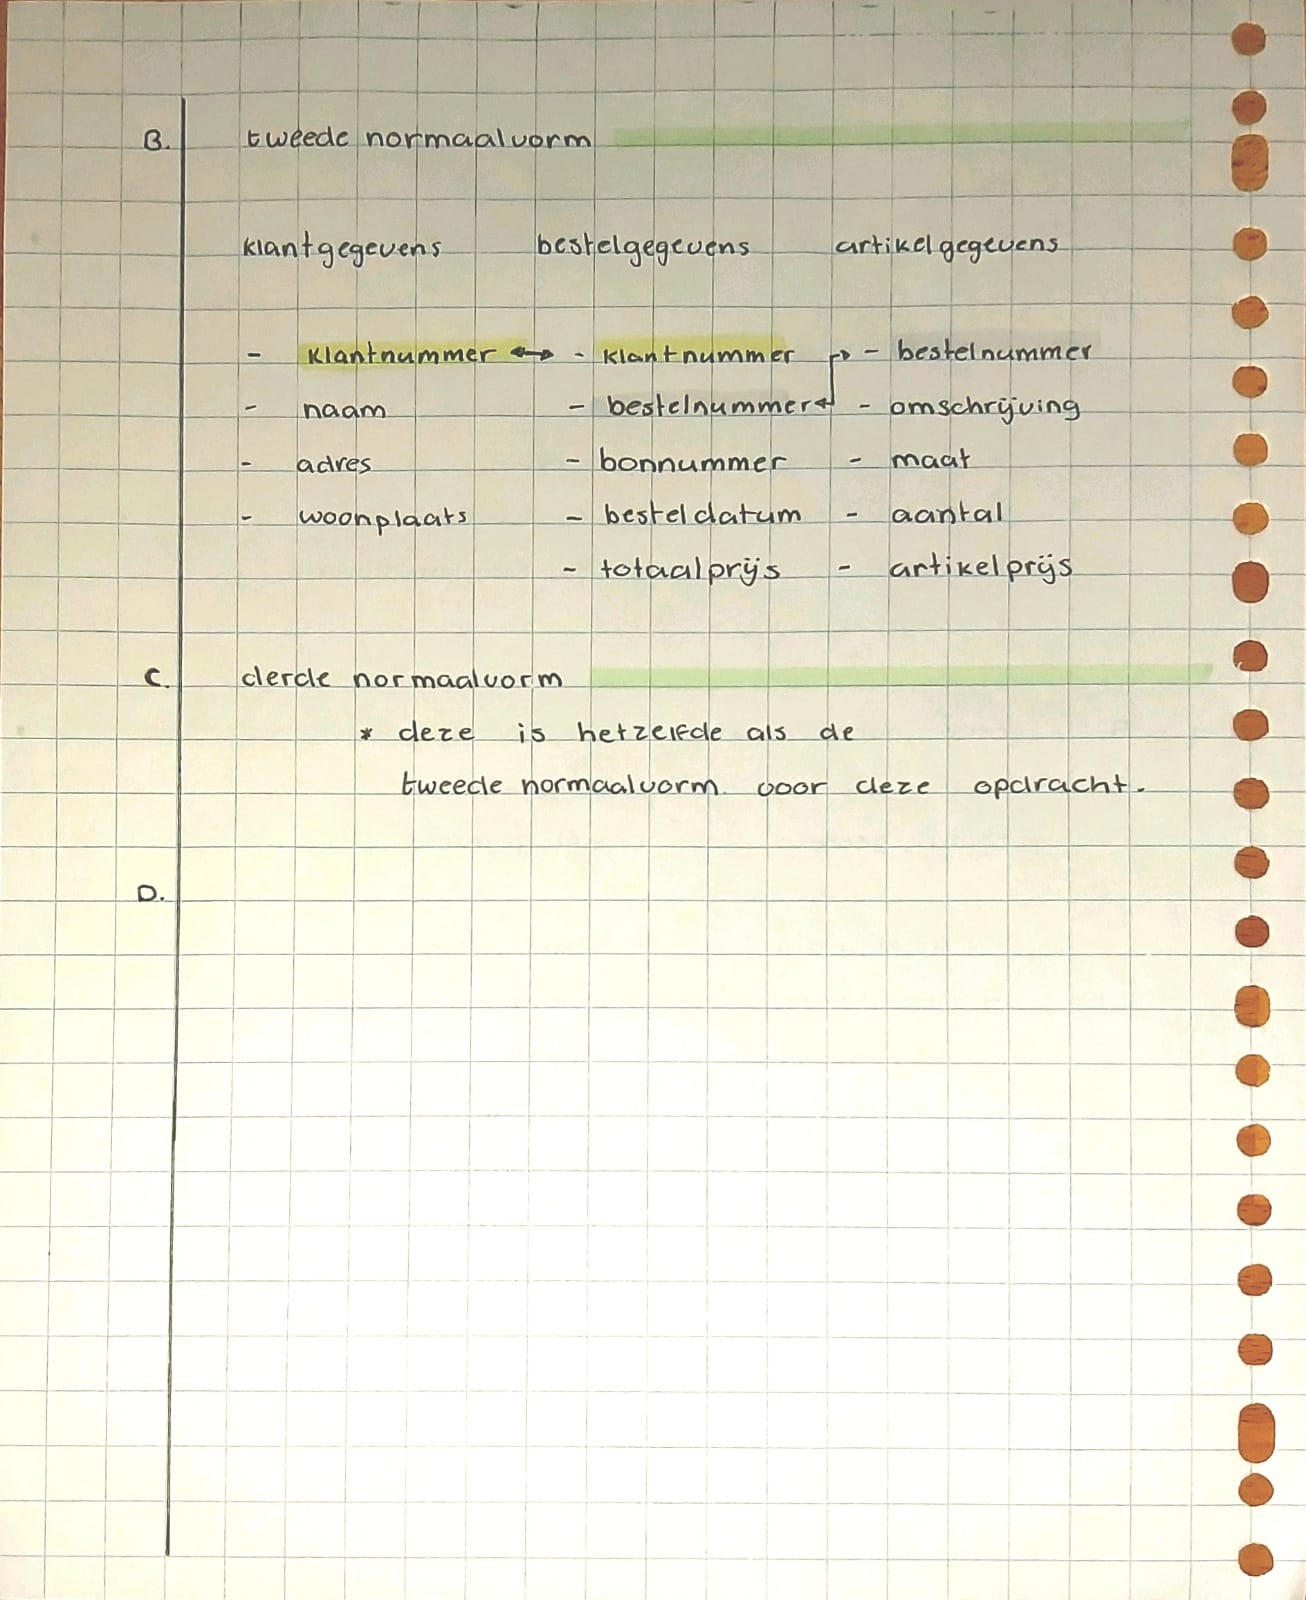 B. tweede normaalvorm
klantgegevens bestelgegevens artikelgegevens
- klantnummer ↔ - klantnummer - bestelnummer
- naam - bestelnummer - omschrijving
- adres - bonnummer - maat
- woonplaats - besteldatum - aantal
- totaalprijs - artikelprijs
C. derde normaalvorm
* deze is hetzelfde als de
tweede normaalvorm voor deze opdracht.
D.